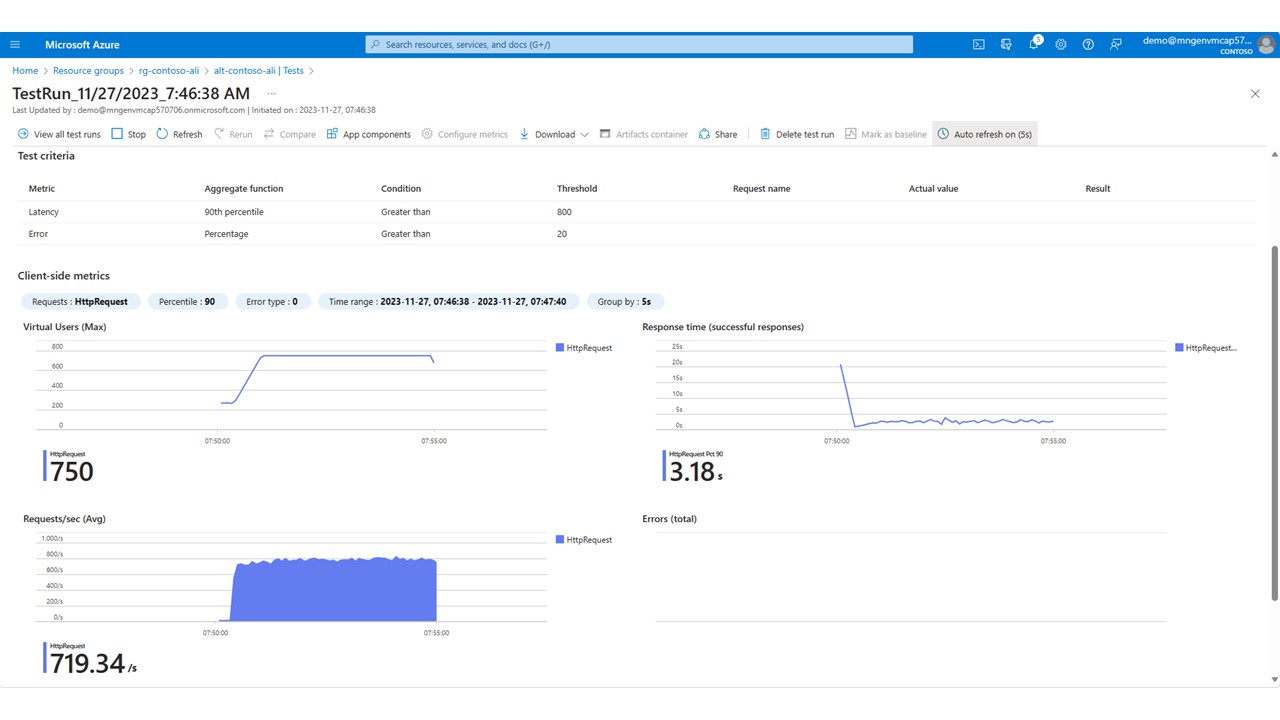 Microsoft Azure
Search resources, services, and docs (G+/)
5
demo@mngenvmcap57...
CONTOSO
Home > Resource groups > rg-contoso-ali > alt-contoso-ali | Tests >
TestRun_11/27/2023_7:46:38 AM ...
Last Updated by : demo@mngenvmcap570706.onmicrosoft.com | Initiated on : 2023-11-27, 07:46:38
View all test runs Stop Refresh Rerun Compare App components Configure metrics Download Artifacts container Share Delete test run Mark as baseline Auto refresh on (5s)
Test criteria
Metric Aggregate function Condition Threshold Request name Actual value Result
Latency 90th percentile Greater than 800
Error Percentage Greater than 20
Client-side metrics
Requests : HttpRequest Percentile : 90 Error type : 0 Time range : 2023-11-27, 07:46:38 - 2023-11-27, 07:47:40 Group by : 5s
Virtual Users (Max)
800
600
400
200
0
07:50:00 07:55:00
HttpRequest
HttpRequest
750
Response time (successful responses)
25s
20s
15s
10s
5s
0s
07:50:00 07:55:00
HttpRequest...
HttpRequest Pct 90
3.18 s
Requests/sec (Avg)
1,000/s
800/s
600/s
400/s
200/s
0/s
07:50:00 07:55:00
HttpRequest
HttpRequest
719.34 /s
Errors (total)